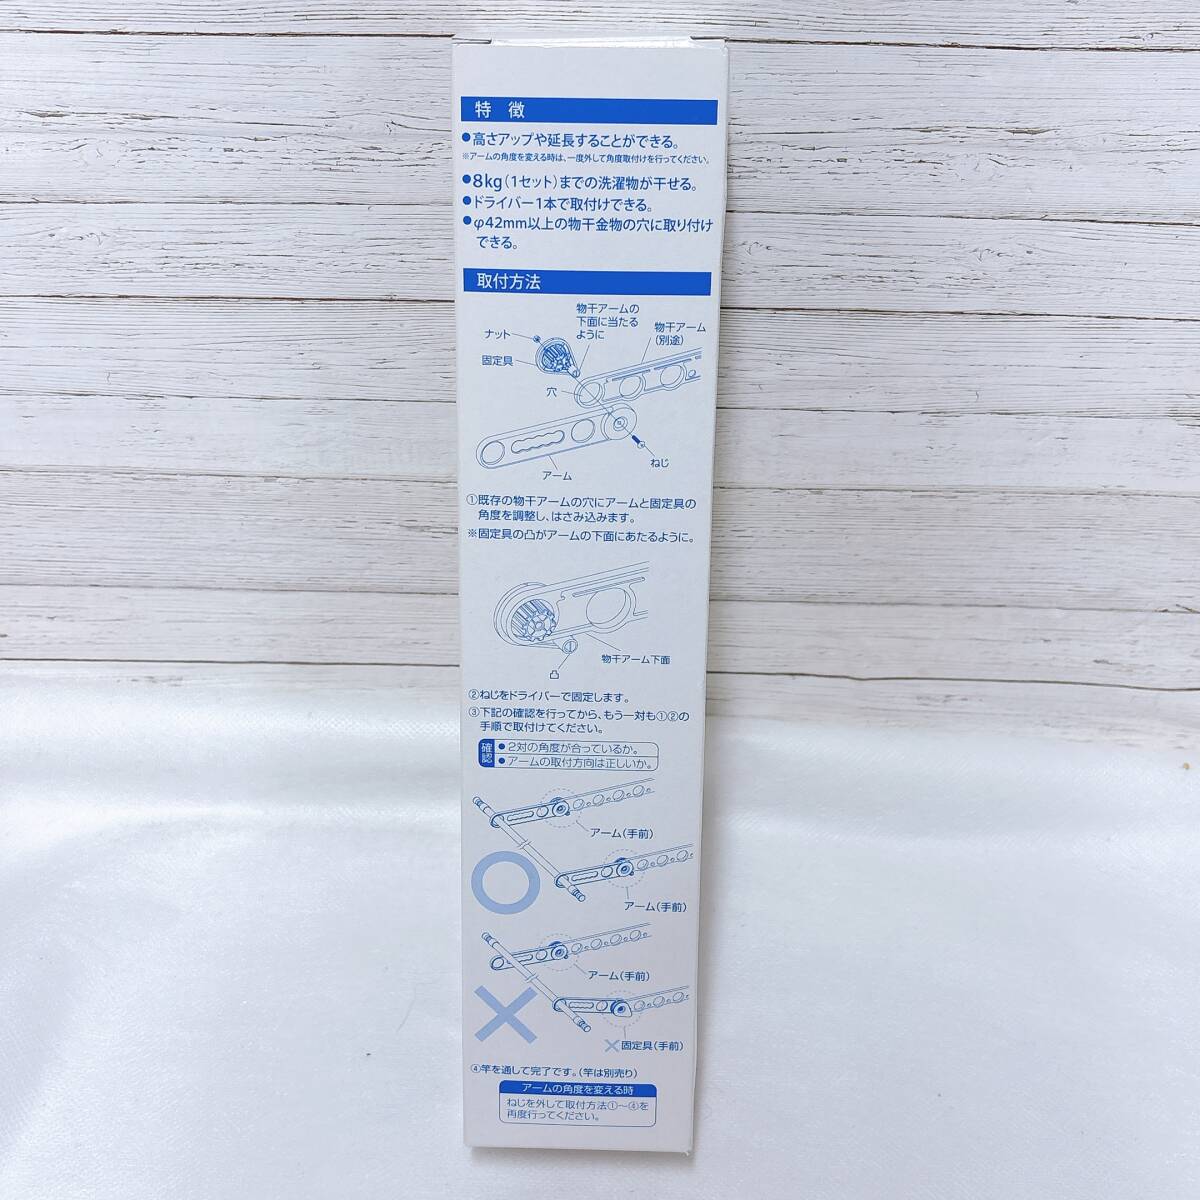 特 徴
●高さアップや延長することができる。
※アームの角度を変える時は、一度外して角度取付けを行ってください。
●8kg(1セット)までの洗濯物が干せる。
●ドライバー1本で取付けできる。
●φ42mm以上の物干金物の穴に取り付け
できる。
取付方法
物干アームの
下面に当たる
ように
ナット
物干アーム
(別途)
固定具
穴
ねじ
アーム
①既存の物干アームの穴にアームと固定具の
角度を調整し、はさみ込みます。
※固定具の凸がアームの下面にあたるように。
物干アーム下面
凸
②ねじをドライバーで固定します。
③下記の確認を行ってから、もう一対も①②の
手順で取付けてください。
確認
●2対の角度が合っているか。
●アームの取付方向は正しいか。
アーム(手前)
アーム(手前)
アーム(手前)
×固定具(手前)
④竿を通して完了です。(竿は別売り)
アームの角度を変える時
ねじを外して取付方法①~④を
再度行ってください。